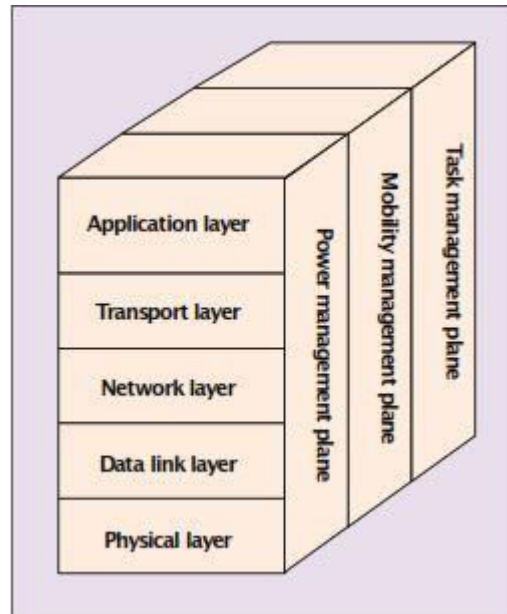 Application layer
Transport layer
Network layer
Data link layer
Physical layer
Power management plane
Mobility management plane
Task management plane